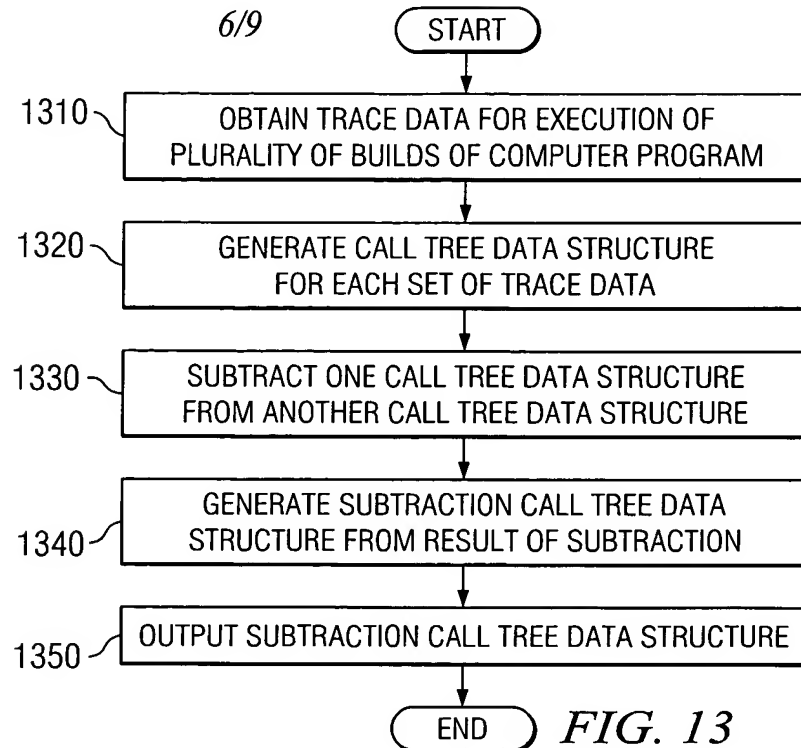 6/9
START
1310
OBTAIN TRACE DATA FOR EXECUTION OF
PLURALITY OF BUILDS OF COMPUTER PROGRAM
1320
GENERATE CALL TREE DATA STRUCTURE
FOR EACH SET OF TRACE DATA
1330
SUBTRACT ONE CALL TREE DATA STRUCTURE
FROM ANOTHER CALL TREE DATA STRUCTURE
1340
GENERATE SUBTRACTION CALL TREE DATA
STRUCTURE FROM RESULT OF SUBTRACTION
1350
OUTPUT SUBTRACTION CALL TREE DATA STRUCTURE
END
FIG. 13